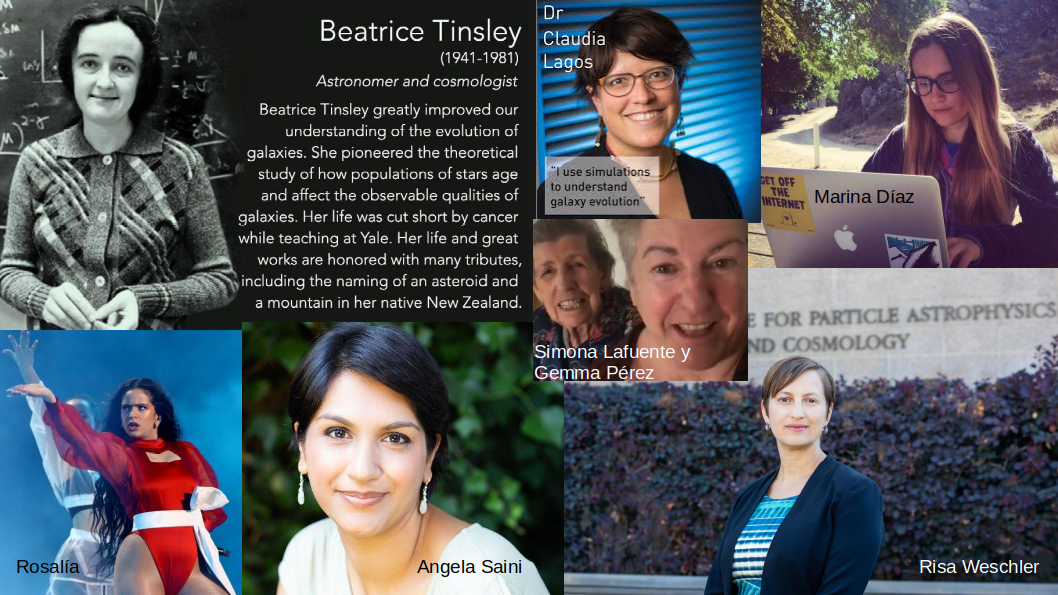 Beatrice Tinsley
(1941-1981)
Astronomer and cosmologist
Beatrice Tinsley greatly improved our
understanding of the evolution of
galaxies. She pioneered the theoretical
study of how populations of stars age
and affect the observable qualities of
galaxies. Her life was cut short by cancer
while teaching at Yale. Her life and great
works are honored with many tributes,
including the naming of an asteroid and
a mountain in her native New Zealand.
Dr
Claudia
Lagos
"I use simulations
to understand
galaxy evolution"
GET OFF
THE
INTERNET
Marina Díaz
Simona Lafuente y
Gemma Pérez
E FOR PARTICLE ASTROPHYSICS
ND COSMOLOGY
Rosalía
Angela Saini
Risa Weschler